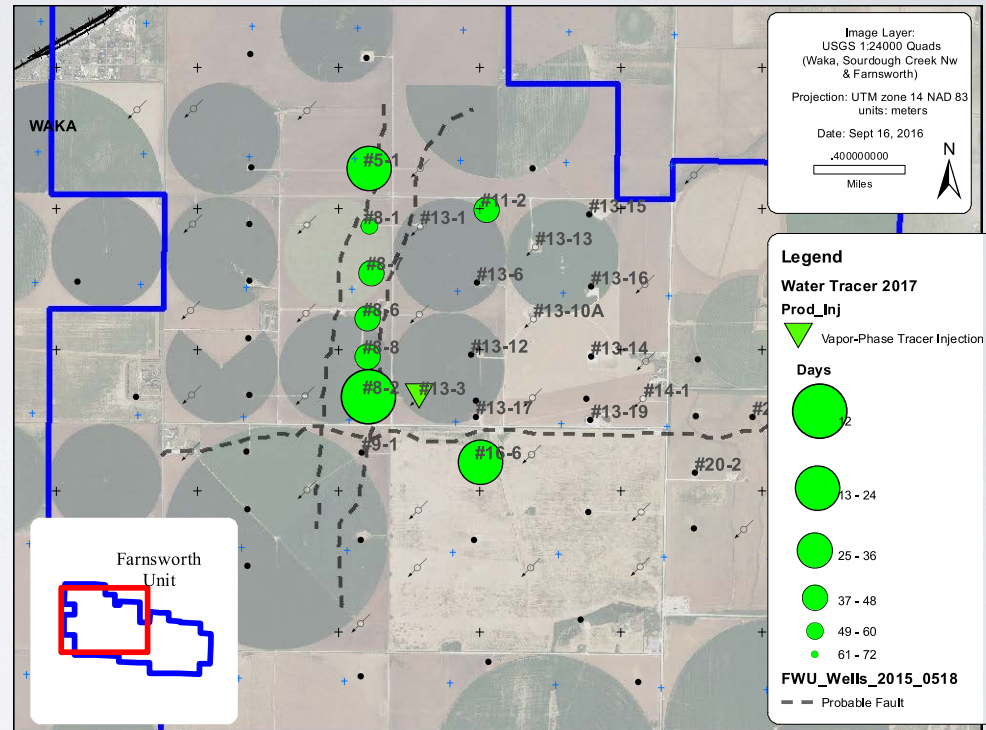 Image Layer:
USGS 1:24000 Quads
(Waka, Sourdough Creek Nw
& Farnsworth)
Projection: UTM zone 14 NAD 83
units: meters
Date: Sept 16, 2016
.400000000
Miles
N
WAKA
#5-1
#11-2
#13-15
#8-1
#13-1
#13-13
#8-7
#13-6
#13-16
#8-6
#13-10A
#8-8
#13-12
#13-14
#8-2
#13-3
#14-1
#13-17
#13-19
#9-1
#16-6
#20-2
Legend
Water Tracer 2017
Prod_Inj
Vapor-Phase Tracer Injection
Days
12
13 - 24
25 - 36
37 - 48
49 - 60
61 - 72
FWU_Wells_2015_0518
Probable Fault
Farnsworth
Unit